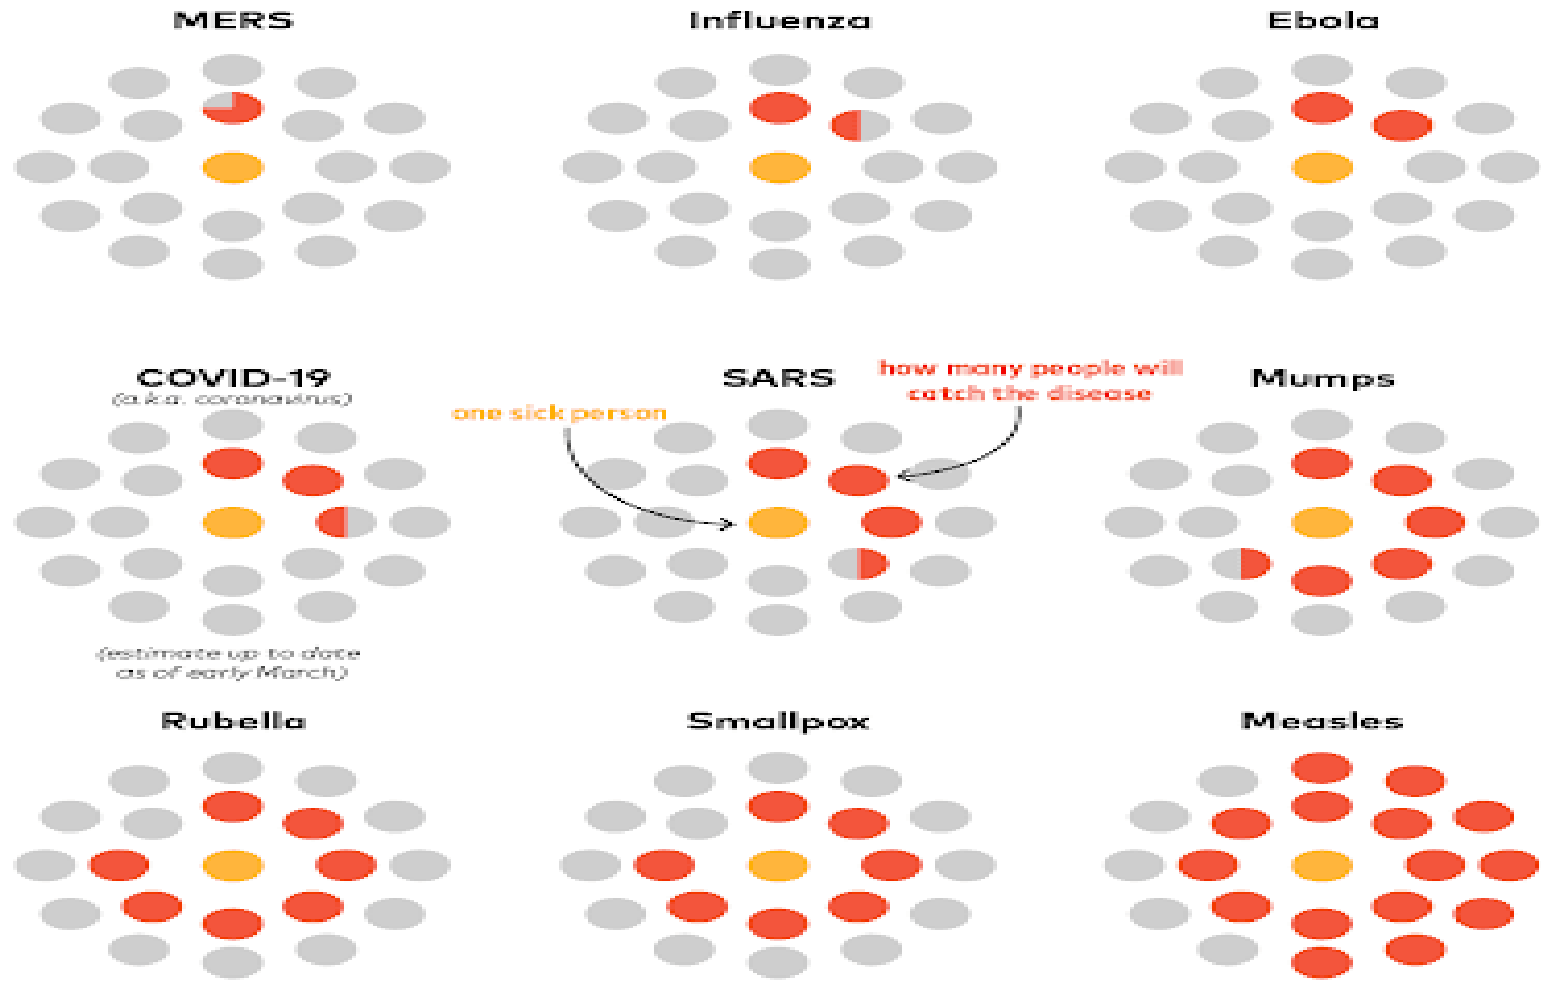 MERS
Influenza
Ebola
COVID-19
(a.k.a. coronavirus)
SARS
how many people will
catch the disease
Mumps
one sick person
(estimate up to date
as of early March)
Rubella
Smallpox
Measles